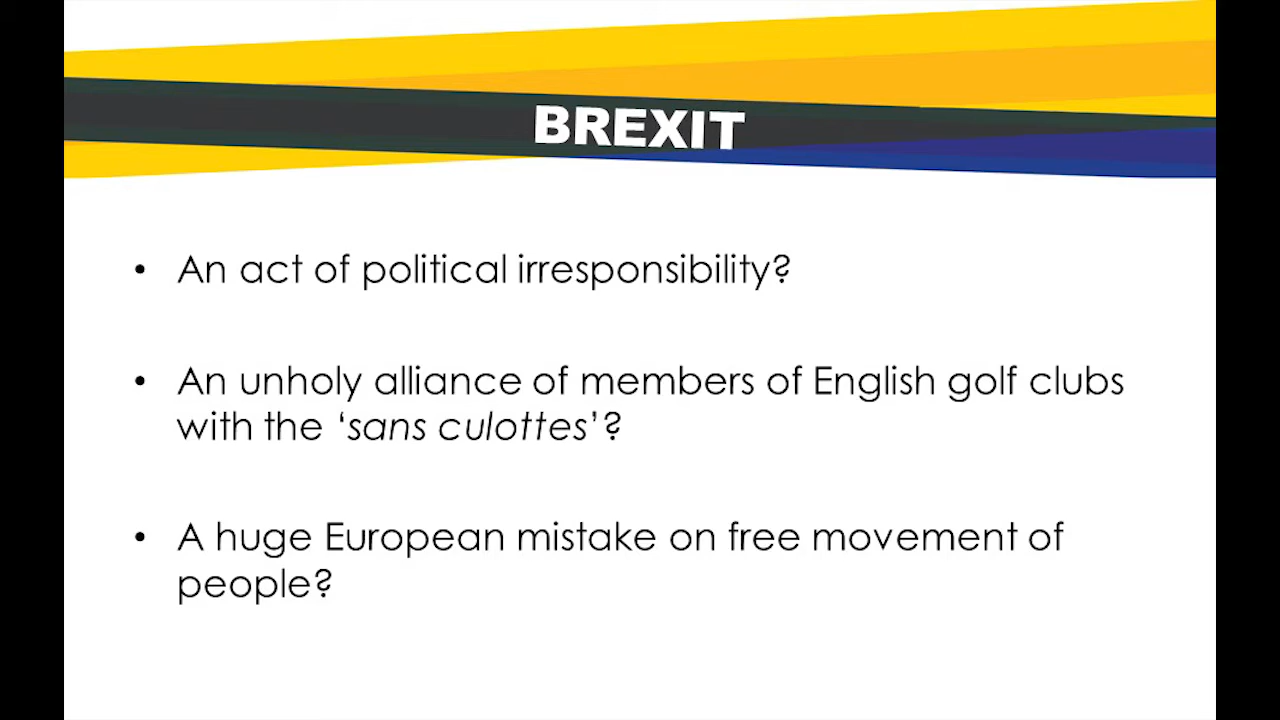 BREXIT
• An act of political irresponsibility?
• An unholy alliance of members of English golf clubs
with the ‘sans culottes’?
• A huge European mistake on free movement of
people?